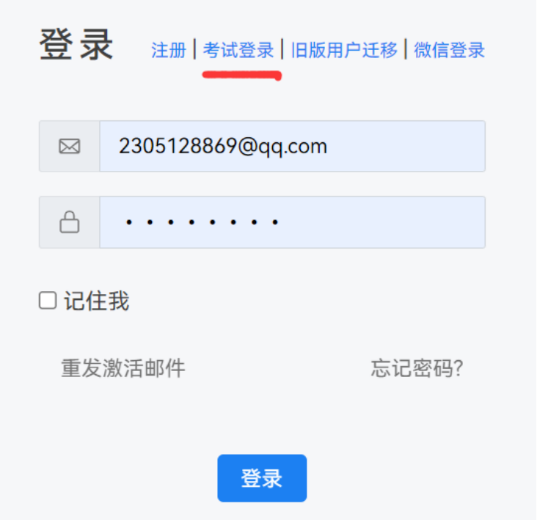 登录 注册 | 考试登录 | 旧版用户迁移 | 微信登录
2305128869@qq.com
••••••••
记住我
重发激活邮件 忘记密码?
登录